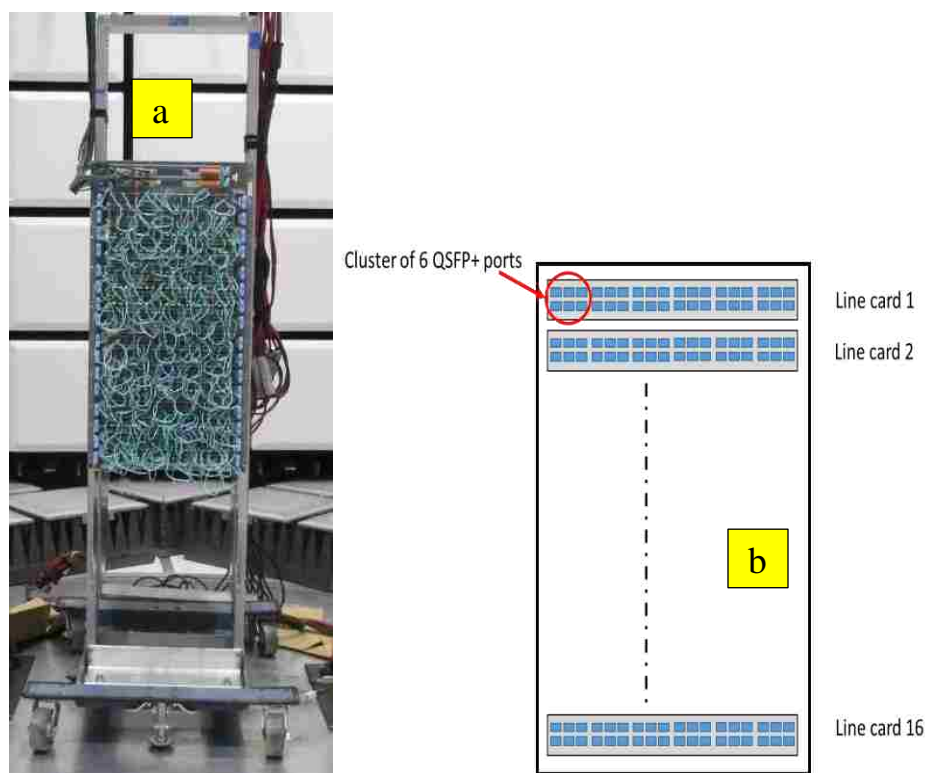 a
Cluster of 6 QSFP+ ports
Line card 1
Line card 2
b
Line card 16